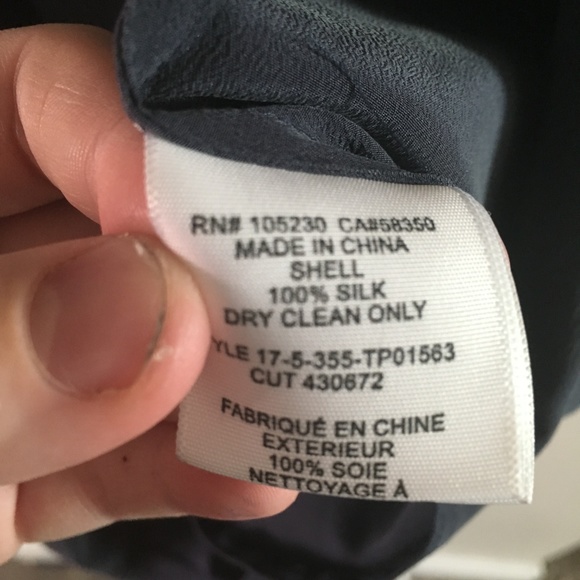 RN# 105230 CA#58350
MADE IN CHINA
SHELL
100% SILK
DRY CLEAN ONLY
YLE 17-5-355-TP01563
CUT 430672
FABRIQUÉ EN CHINE
EXTERIEUR
100% SOIE
NETTOYAGE À